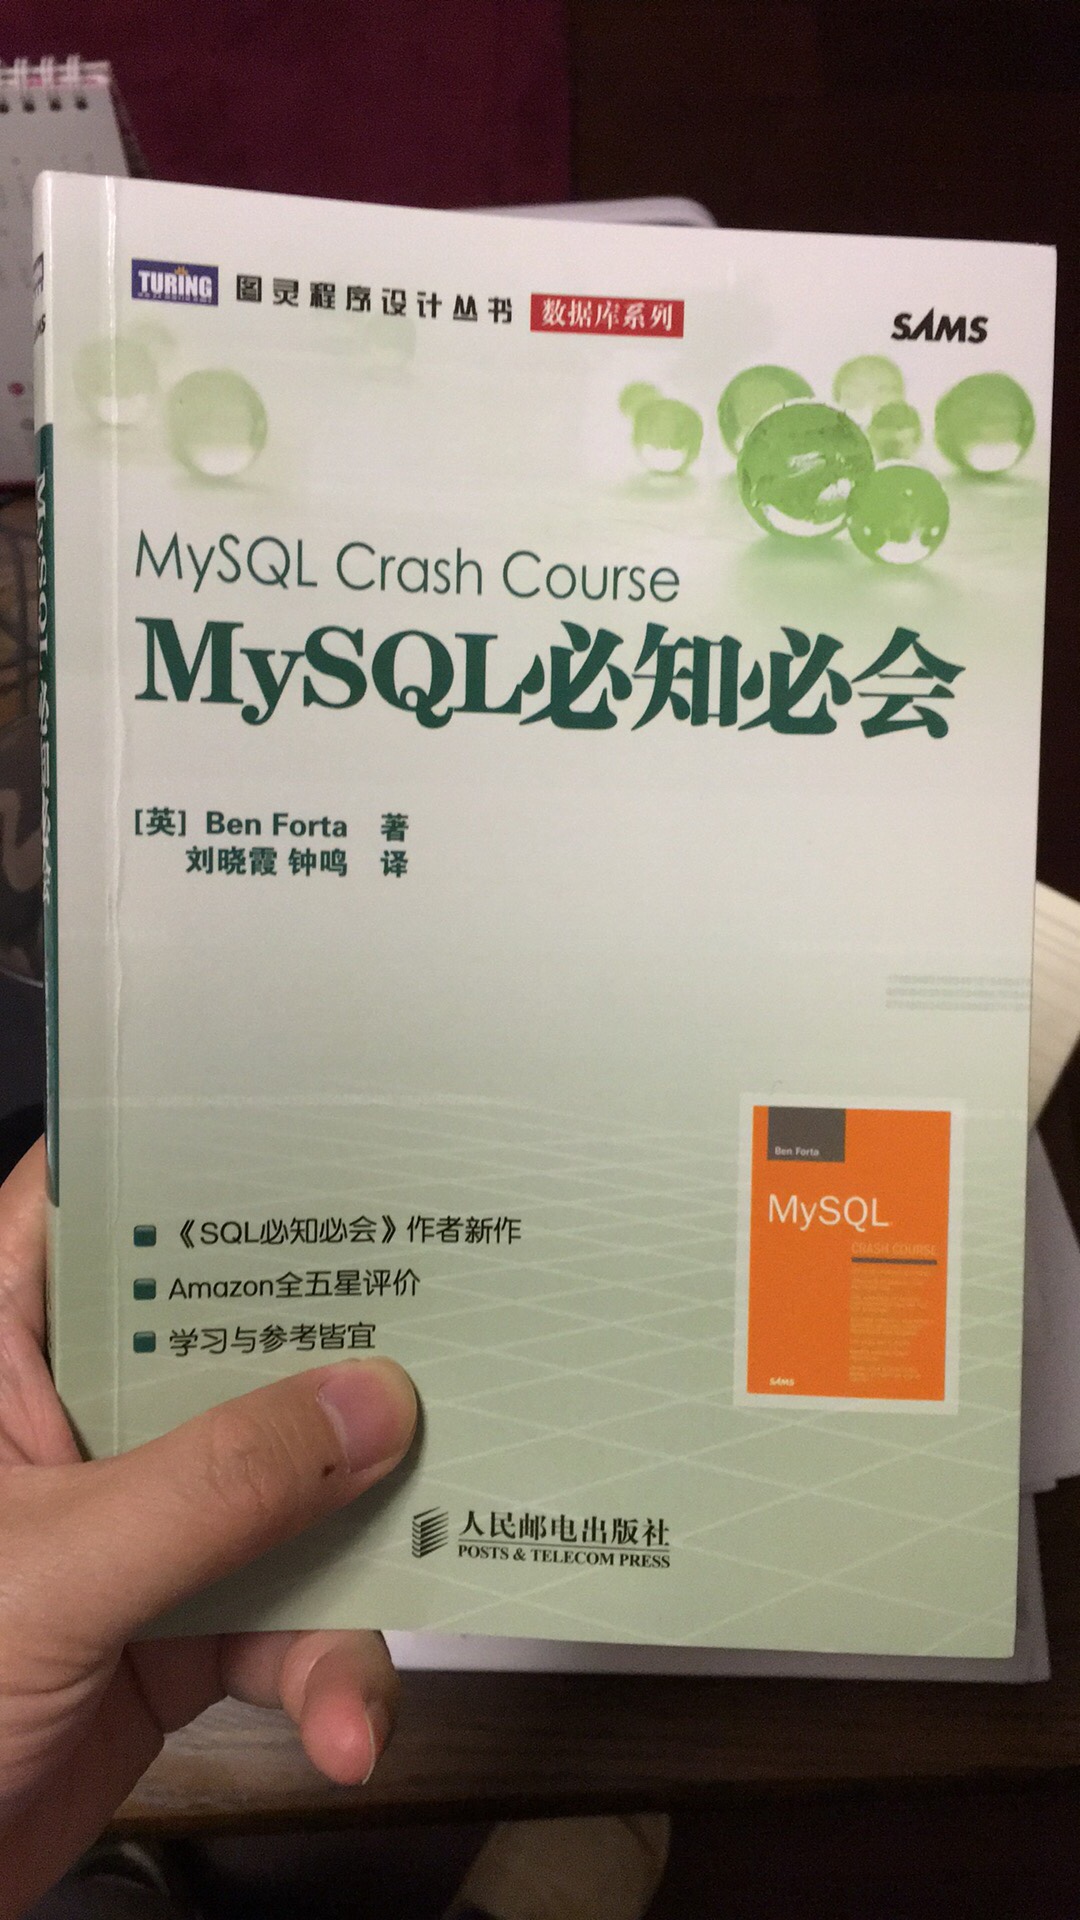 TURING 图灵程序设计丛书 数据库系列
SAMS
MySQL Crash Course
MySQL必知必会
[英] Ben Forta 著
刘晓霞 钟鸣 译
《SQL必知必会》作者新作
Amazon全五星评价
学习与参考皆宜
Ben Forta
MySQL
CRASH COURSE
SAMS
人民邮电出版社
POSTS & TELECOM PRESS